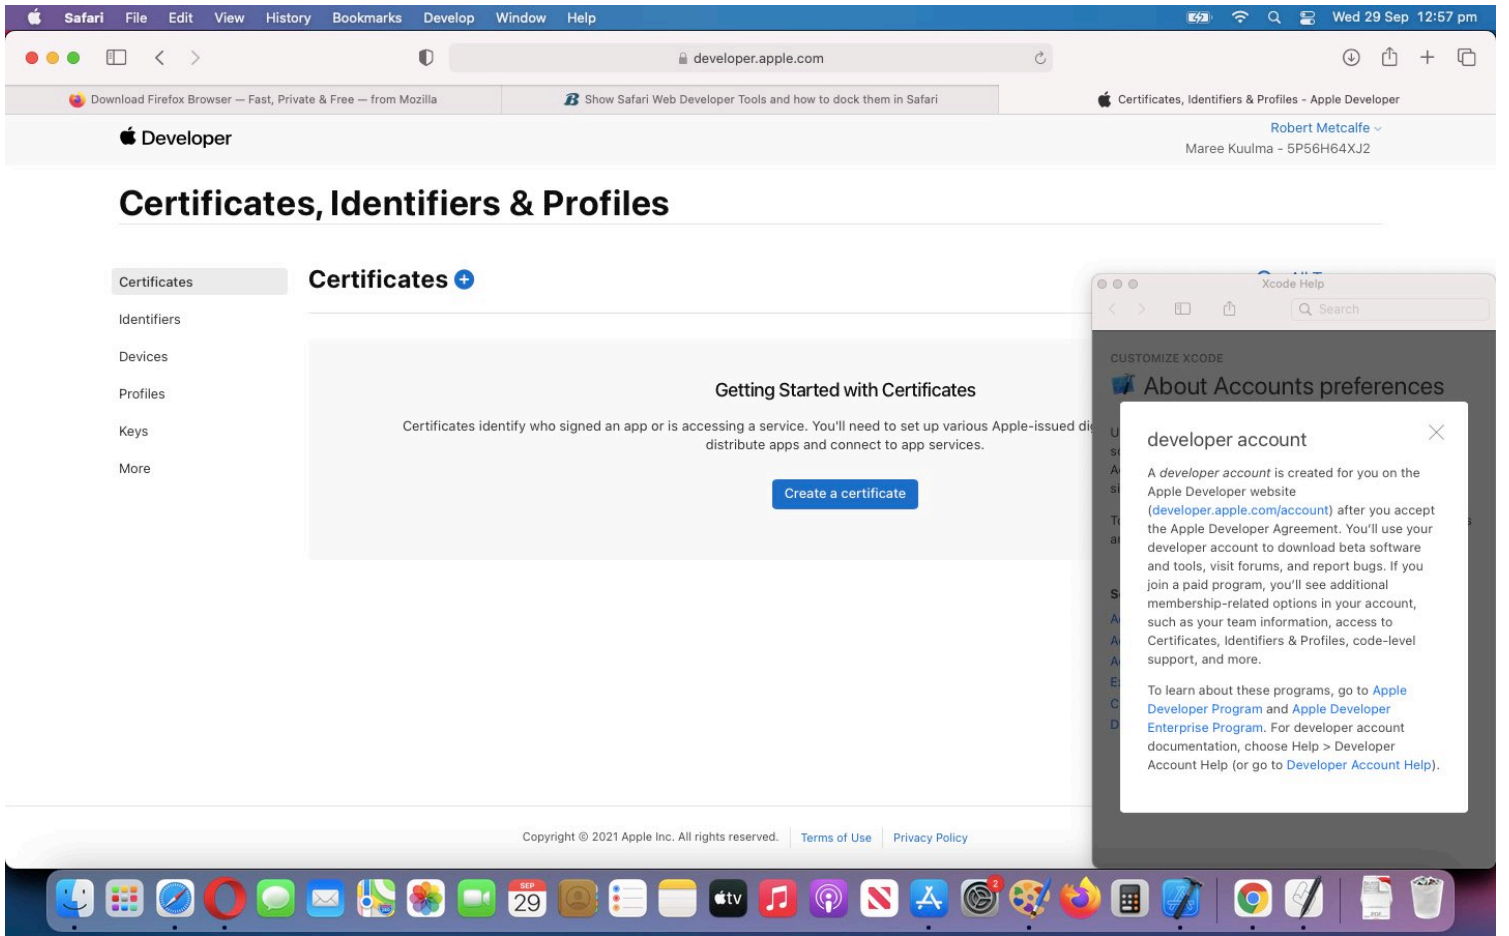 Safari File Edit View History Bookmarks Develop Window Help Wed 29 Sep 12:57 pm
developer.apple.com
Download Firefox Browser — Fast, Private & Free — from Mozilla
Show Safari Web Developer Tools and how to dock them in Safari
Certificates, Identifiers & Profiles - Apple Developer
Developer
Robert Metcalfe
Maree Kuulma - 5P56H64XJ2
Certificates, Identifiers & Profiles
Certificates
Identifiers
Devices
Profiles
Keys
More
Certificates
Getting Started with Certificates
Certificates identify who signed an app or is accessing a service. You'll need to set up various Apple-issued
distribute apps and connect to app services.
Create a certificate
Xcode Help
Search
CUSTOMIZE XCODE
About Accounts preferences
developer account
A developer account is created for you on the
Apple Developer website
(developer.apple.com/account) after you accept
the Apple Developer Agreement. You'll use your
developer account to download beta software
and tools, visit forums, and report bugs. If you
join a paid program, you'll see additional
membership-related options in your account,
such as your team information, access to
Certificates, Identifiers & Profiles, code-level
support, and more.
To learn about these programs, go to Apple
Developer Program and Apple Developer
Enterprise Program. For developer account
documentation, choose Help > Developer
Account Help (or go to Developer Account Help).
Copyright © 2021 Apple Inc. All rights reserved. Terms of Use Privacy Policy
SEP
29
tv
2